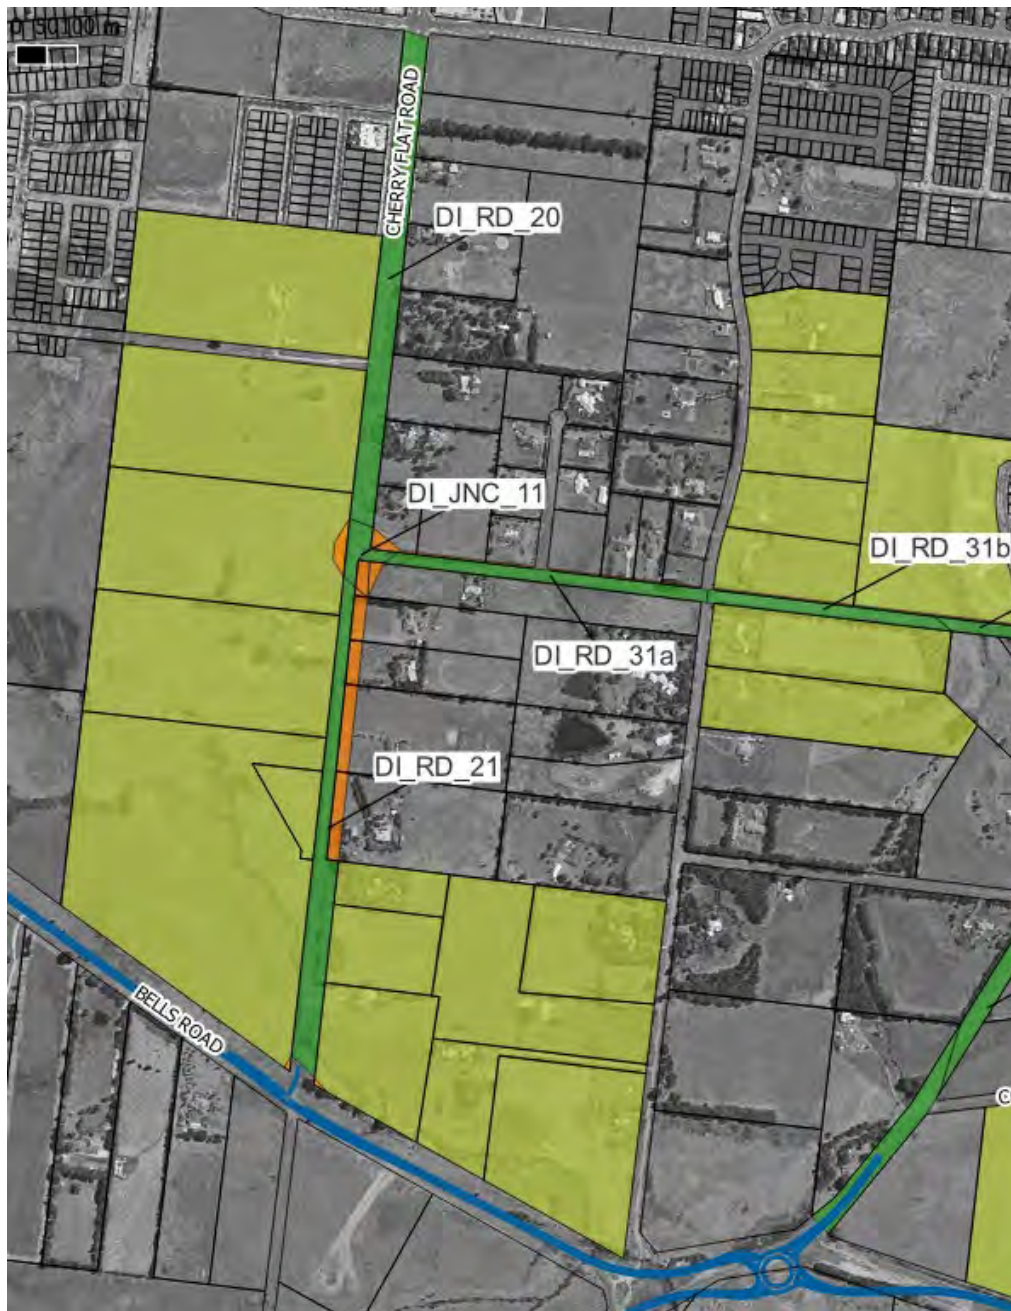 0 50 100 m
CHERRY FLAT ROAD
DI_RD_20
DI_JNC_11
DI_RD_31b
DI_RD_31a
DI_RD_21
BELLS ROAD